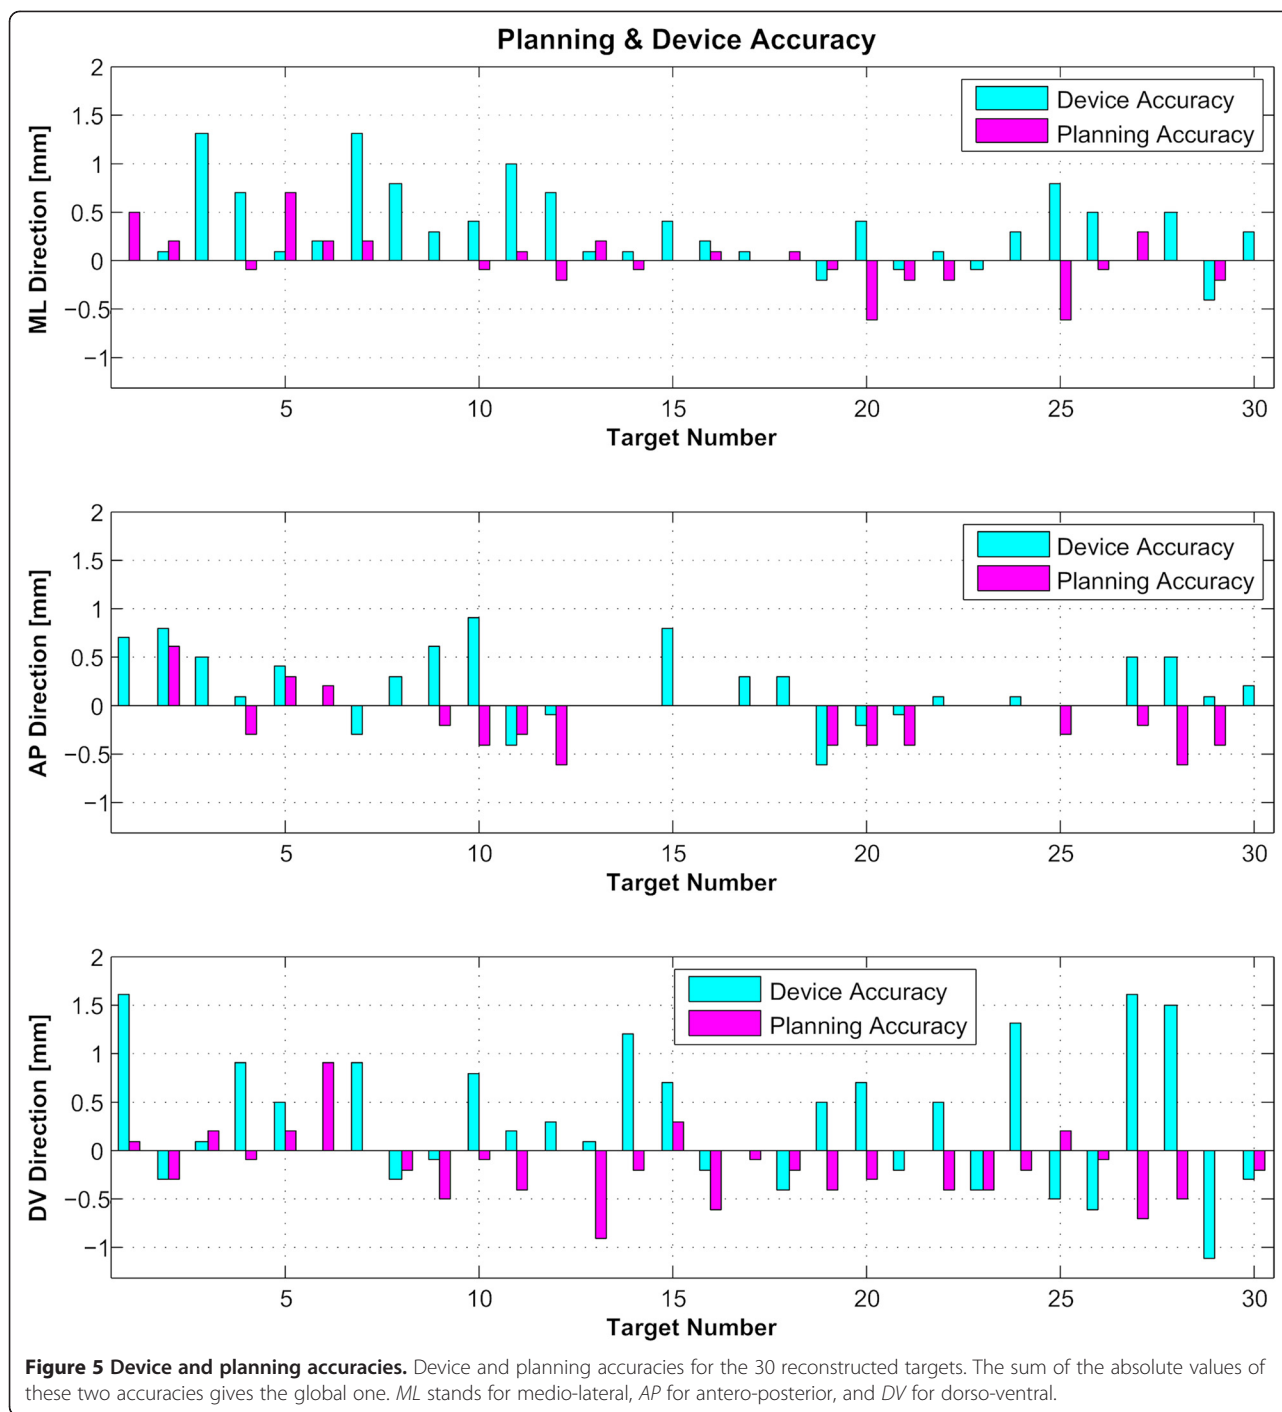 Planning & Device Accuracy
2
1.5
1
0.5
0
−0.5
−1
ML Direction [mm]
Device Accuracy
Planning Accuracy
5 10 15 20 25 30
Target Number
2
1.5
1
0.5
0
−0.5
−1
AP Direction [mm]
Device Accuracy
Planning Accuracy
5 10 15 20 25 30
Target Number
2
1.5
1
0.5
0
−0.5
−1
DV Direction [mm]
Device Accuracy
Planning Accuracy
5 10 15 20 25 30
Target Number
Figure 5 Device and planning accuracies. Device and planning accuracies for the 30 reconstructed targets. The sum of the absolute values of
these two accuracies gives the global one. ML stands for medio-lateral, AP for antero-posterior, and DV for dorso-ventral.